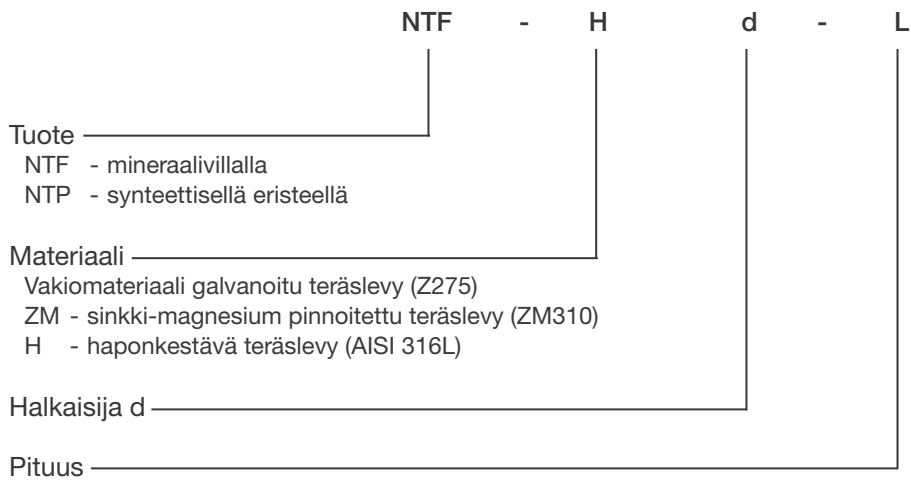 NTF - H d - L
Tuote
NTF - mineraalivillalla
NTP - synteettisellä eristeellä
Materiaali
Vakiomateriaali galvanoitu teräslevy (Z275)
ZM - sinkki-magnesium pinnoitettu teräslevy (ZM310)
H - haponkestävä teräslevy (AISI 316L)
Halkaisija d
Pituus